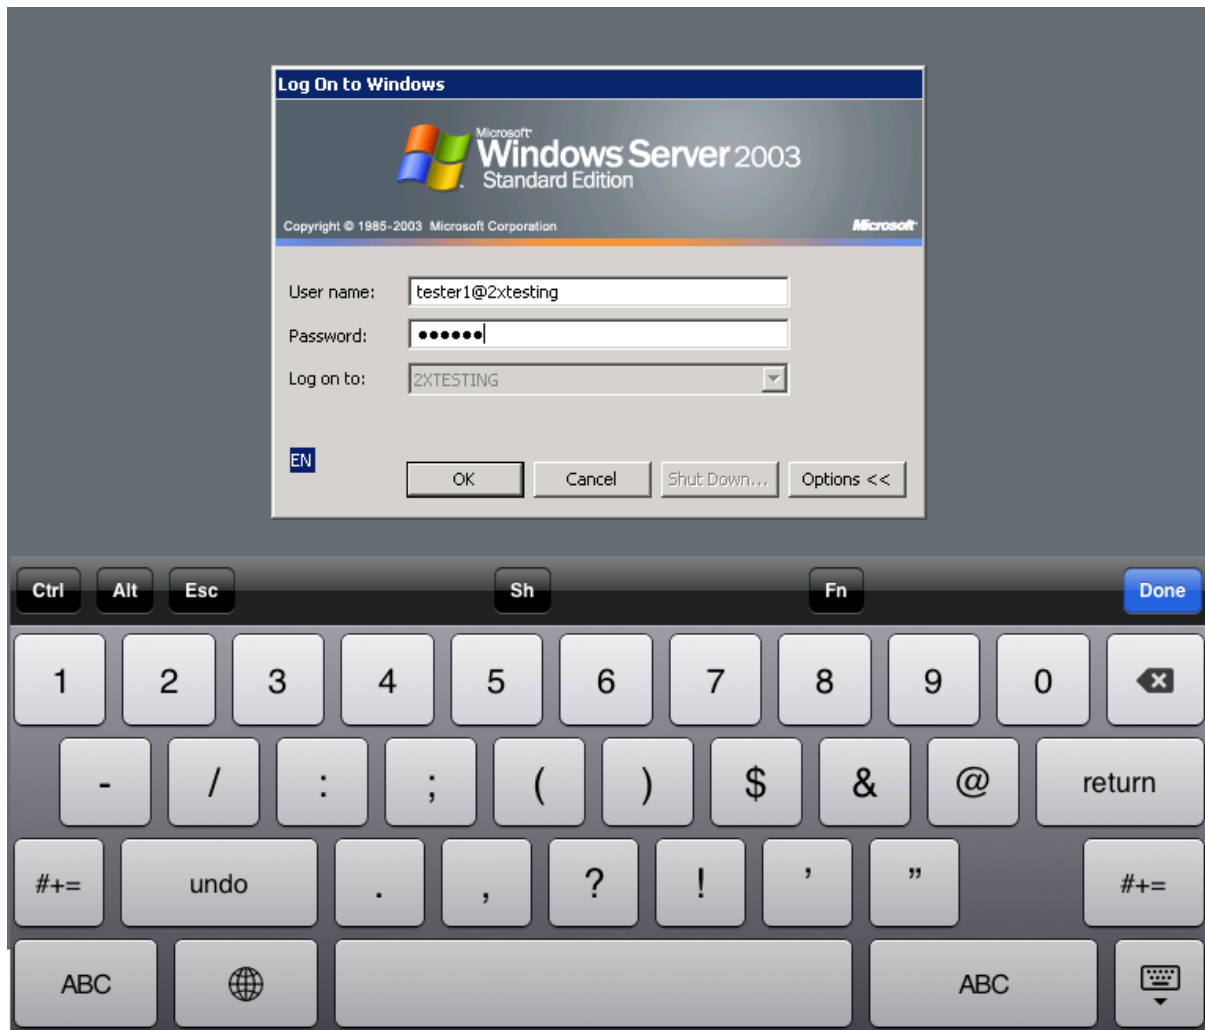 Log On to Windows
Microsoft
Windows Server 2003
Standard Edition
Copyright © 1985-2003 Microsoft Corporation Microsoft
User name: tester1@2xtesting
Password: ●●●●●●
Log on to: 2XTESTING
EN
OK Cancel Shut Down... Options <<
Ctrl Alt Esc Sh Fn Done
1 2 3 4 5 6 7 8 9 0
- / : ; ( ) $ & @ return
#+= undo . , ? ! ’ ” #+=
ABC ABC